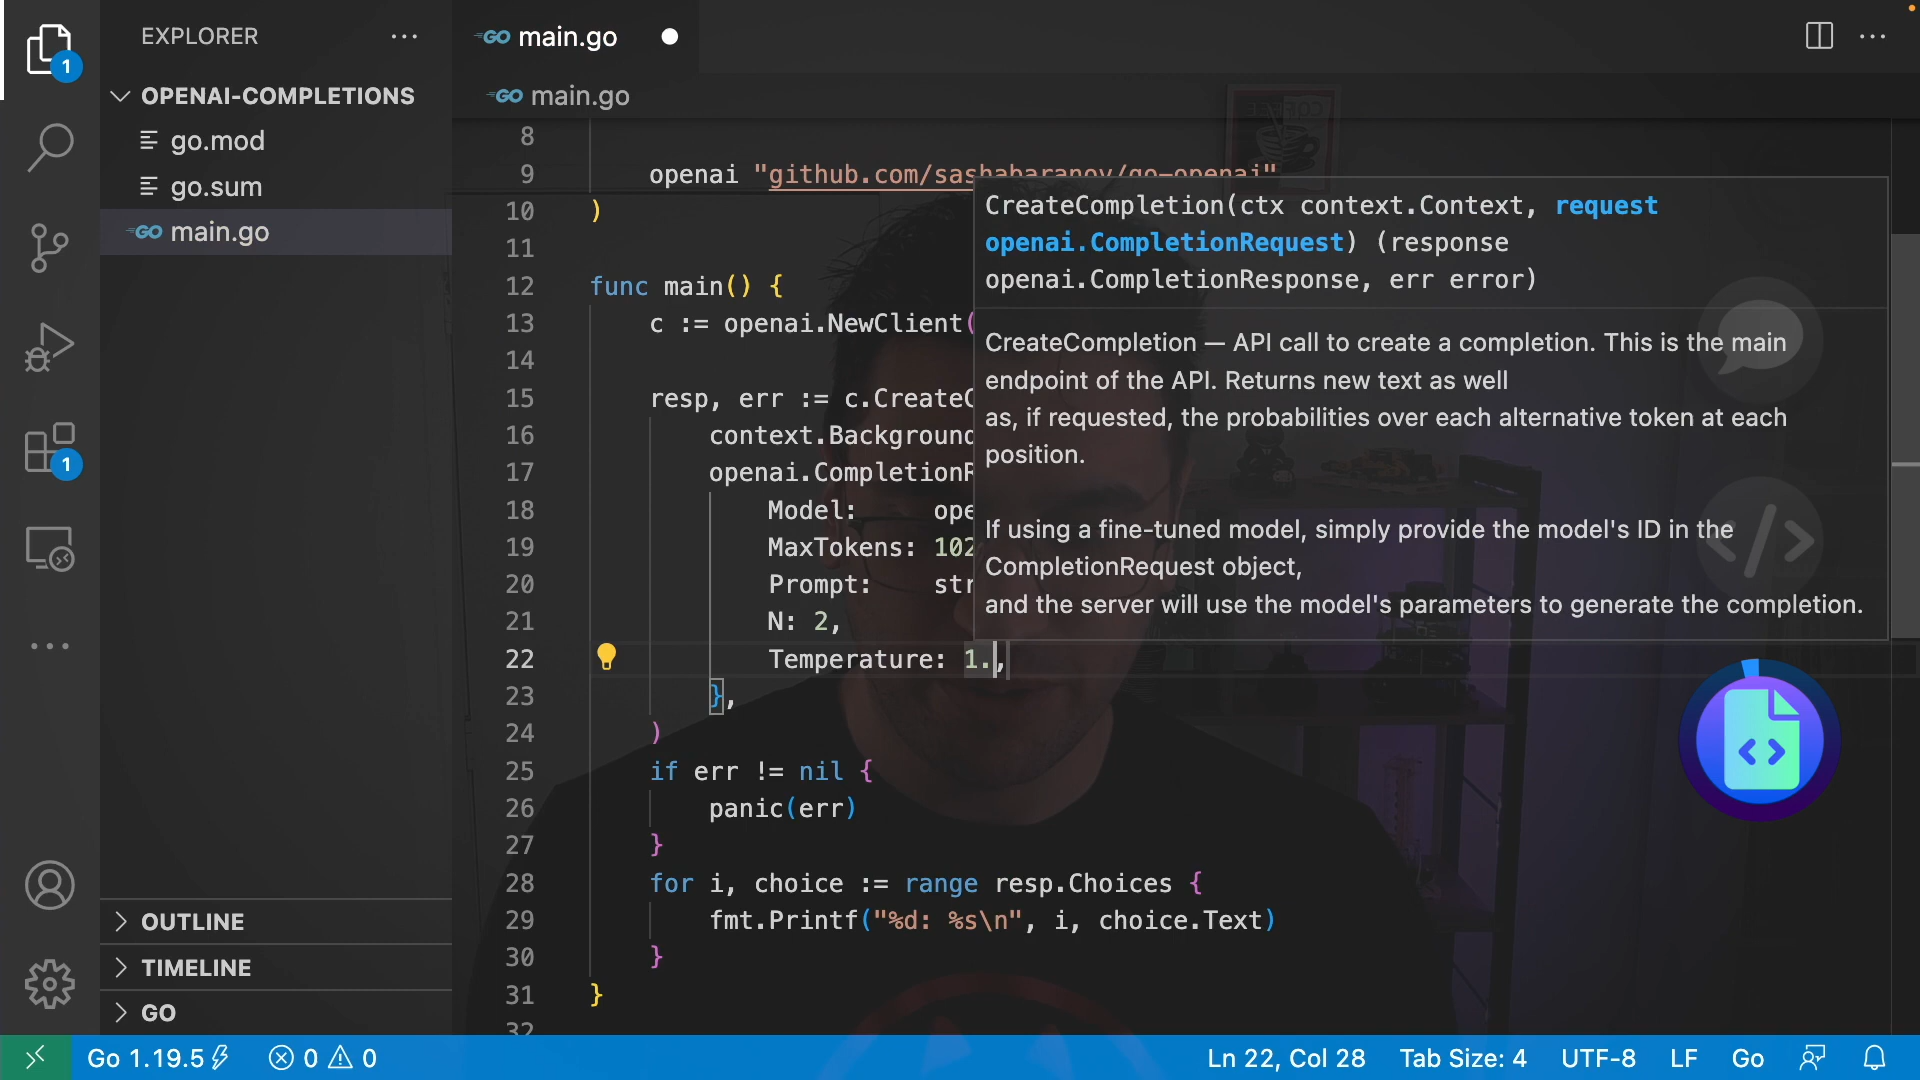 EXPLORER
main.go
1
OPENAI-COMPLETIONS
main.go
go.mod
go.sum
main.go
8
9 openai "github.com/sashabaranov/go-openai"
10 )
11
12 func main() {
13 c := openai.NewClient(
14
15 resp, err := c.CreateC
16 context.Background
17 openai.CompletionR
18 Model: ope
19 MaxTokens: 102
20 Prompt: str
21 N: 2,
22 Temperature: 1.,
23 },
24 )
25 if err != nil {
26 panic(err)
27 }
28 for i, choice := range resp.Choices {
29 fmt.Printf("%d: %s\n", i, choice.Text)
30 }
31 }
32
CreateCompletion(ctx context.Context, request
openai.CompletionRequest) (response
openai.CompletionResponse, err error)
CreateCompletion — API call to create a completion. This is the main
endpoint of the API. Returns new text as well
as, if requested, the probabilities over each alternative token at each
position.
If using a fine-tuned model, simply provide the model's ID in the
CompletionRequest object,
and the server will use the model's parameters to generate the completion.
1
OUTLINE
TIMELINE
GO
Go 1.19.5
0 0
Ln 22, Col 28
Tab Size: 4
UTF-8
LF
Go